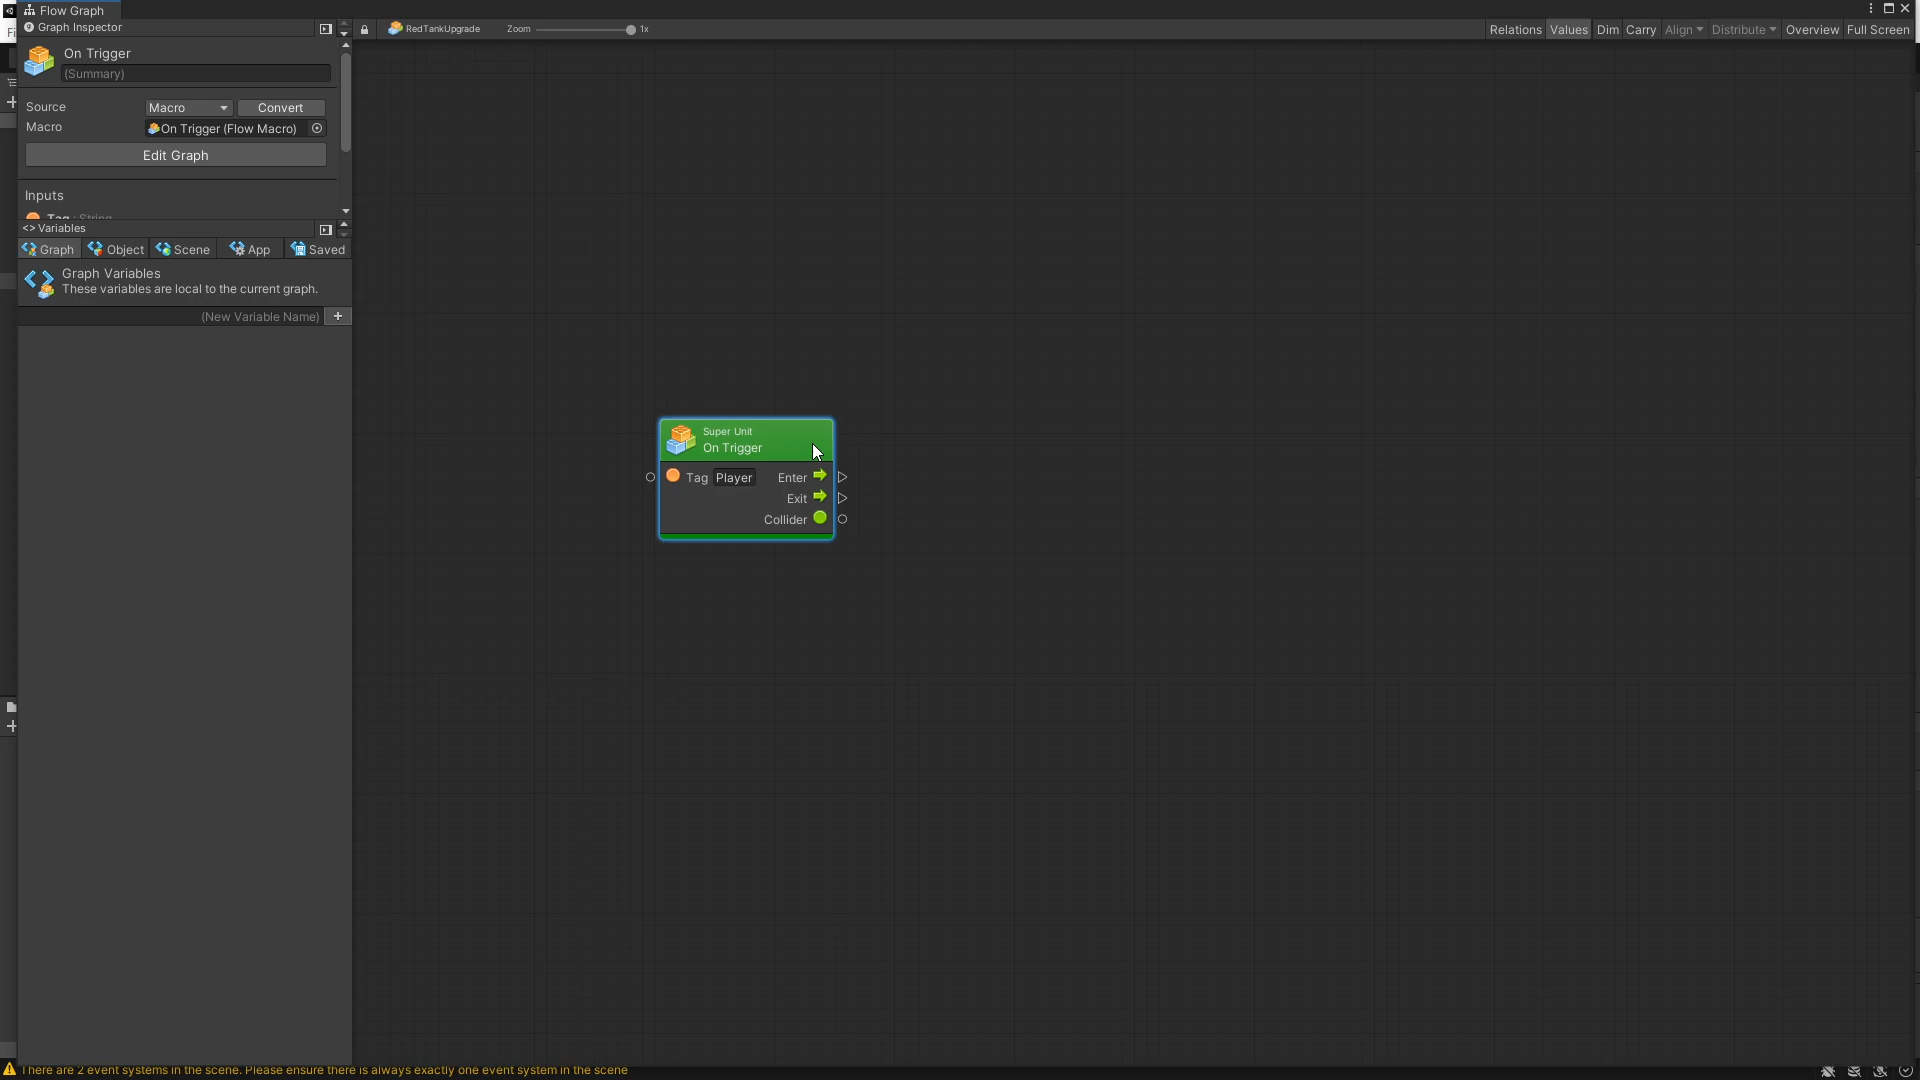 Flow Graph
Graph Inspector
RedTankUpgrade
Zoom
1x
Relations
Values
Dim
Carry
Align
Distribute
Overview
Full Screen
On Trigger
(Summary)
Source
Macro
Convert
Macro
On Trigger (Flow Macro)
Edit Graph
Inputs
Tag : String
<> Variables
Graph
Object
Scene
App
Saved
Graph Variables
These variables are local to the current graph.
(New Variable Name)
Super Unit
On Trigger
Tag Player
Enter
Exit
Collider
There are 2 event systems in the scene. Please ensure there is always exactly one event system in the scene